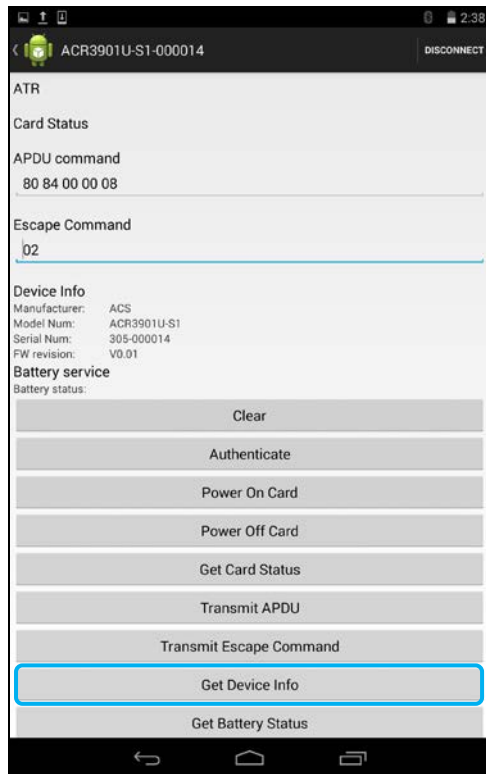 2:38
ACR3901U-S1-000014
DISCONNECT
ATR
Card Status
APDU command
80 84 00 00 08
Escape Command
02
Device Info
Manufacturer: ACS
Model Num: ACR3901U-S1
Serial Num: 305-000014
FW revision: V0.01
Battery service
Battery status:
Clear
Authenticate
Power On Card
Power Off Card
Get Card Status
Transmit APDU
Transmit Escape Command
Get Device Info
Get Battery Status